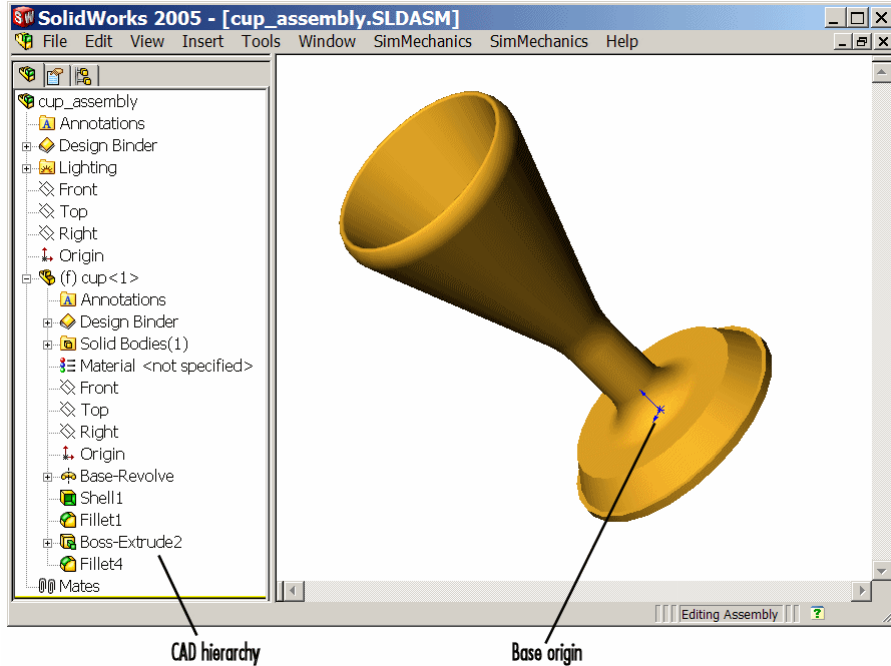 SolidWorks 2005 - [cup_assembly.SLDASM]
File Edit View Insert Tools Window SimMechanics SimMechanics Help
cup_assembly
A Annotations
Design Binder
Lighting
Front
Top
Right
Origin
(f) cup<1>
A Annotations
Design Binder
Solid Bodies(1)
Material <not specified>
Front
Top
Right
Origin
Base-Revolve
Shell1
Fillet1
Boss-Extrude2
Fillet4
Mates
Editing Assembly ?
CAD hierarchy
Base origin